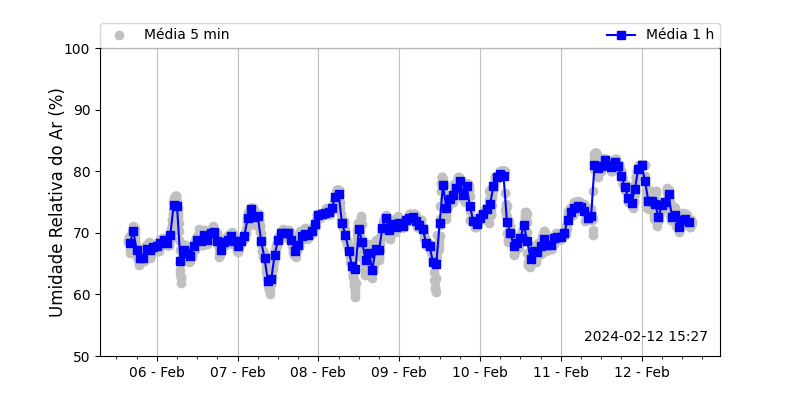 Média 5 min
Média 1 h
Umidade Relativa do Ar (%)
100
90
80
70
60
50
2024-02-12 15:27
06 - Feb
07 - Feb
08 - Feb
09 - Feb
10 - Feb
11 - Feb
12 - Feb